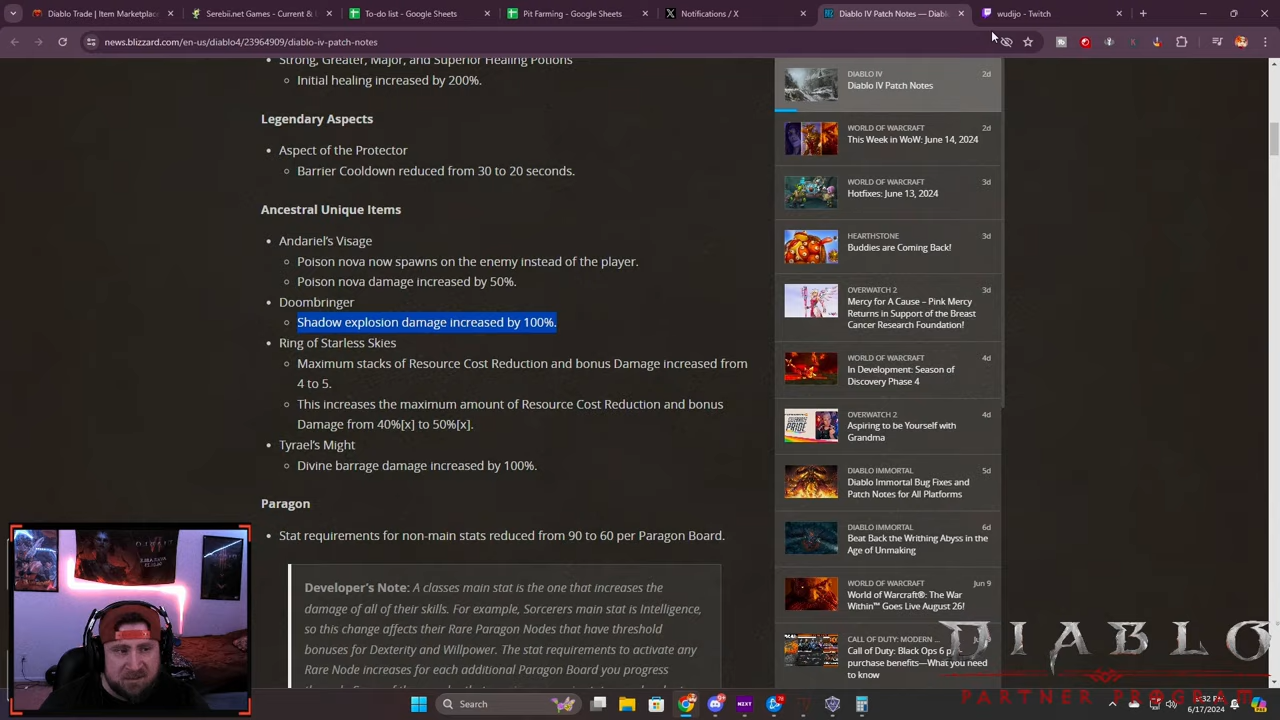 Diablo Trade | Item Marketplac
Serebii.net Games - Pokémon
To-do list - Google Sheets
Pit Farming - Google Sheets
Notifications / X
Diablo IV Patch Notes — Diabl
wudijo - Twitch
news.blizzard.com/en-us/diablo4/23964909/diablo-iv-patch-notes
Strong, Greater, Major, and Superior Healing Potions
Initial healing increased by 200%.
Legendary Aspects
Aspect of the Protector
Barrier Cooldown reduced from 30 to 20 seconds.
Ancestral Unique Items
Andariel's Visage
Poison nova now spawns on the enemy instead of the player.
Poison nova damage increased by 50%.
Doombringer
Shadow explosion damage increased by 100%.
Ring of Starless Skies
Maximum stacks of Resource Cost Reduction and bonus Damage increased from
4 to 5.
This increases the maximum amount of Resource Cost Reduction and bonus
Damage from 40%[x] to 50%[x].
Tyrael's Might
Divine barrage damage increased by 100%.
Paragon
Stat requirements for non-main stats reduced from 90 to 60 per Paragon Board.
Developer's Note: A classes main stat is the one that increases the
damage of all of their skills. For example, Sorcerers main stat is Intelligence,
so this change affects their Rare Paragon Nodes that have threshold
bonuses for Dexterity and Willpower. The stat requirements to activate any
Rare Node increases for each additional Paragon Board you progress
DIABLO IV
2d
Diablo IV Patch Notes
WORLD OF WARCRAFT
2d
This Week in WoW: June 14, 2024
WORLD OF WARCRAFT
3d
Hotfixes: June 13, 2024
HEARTHSTONE
3d
Buddies are Coming Back!
OVERWATCH 2
3d
Mercy for A Cause – Pink Mercy
Returns in Support of the Breast
Cancer Research Foundation!
WORLD OF WARCRAFT
4d
In Development: Season of
Discovery Phase 4
OVERWATCH 2
4d
Aspiring to be Yourself with
Grandma
DIABLO IMMORTAL
5d
Diablo Immortal Bug Fixes and
Patch Notes for All Platforms
DIABLO IMMORTAL
6d
Beat Back the Writhing Abyss in the
Age of Unmaking
WORLD OF WARCRAFT
Jun 9
World of Warcraft®: The War
Within™ Goes Live August 26!
CALL OF DUTY: MODERN ...
Call of Duty: Black Ops 6 p
purchase benefits—What you
need to know
DIABLO
PARTNER PROGRAM
Search
NEXT
6/17/2024